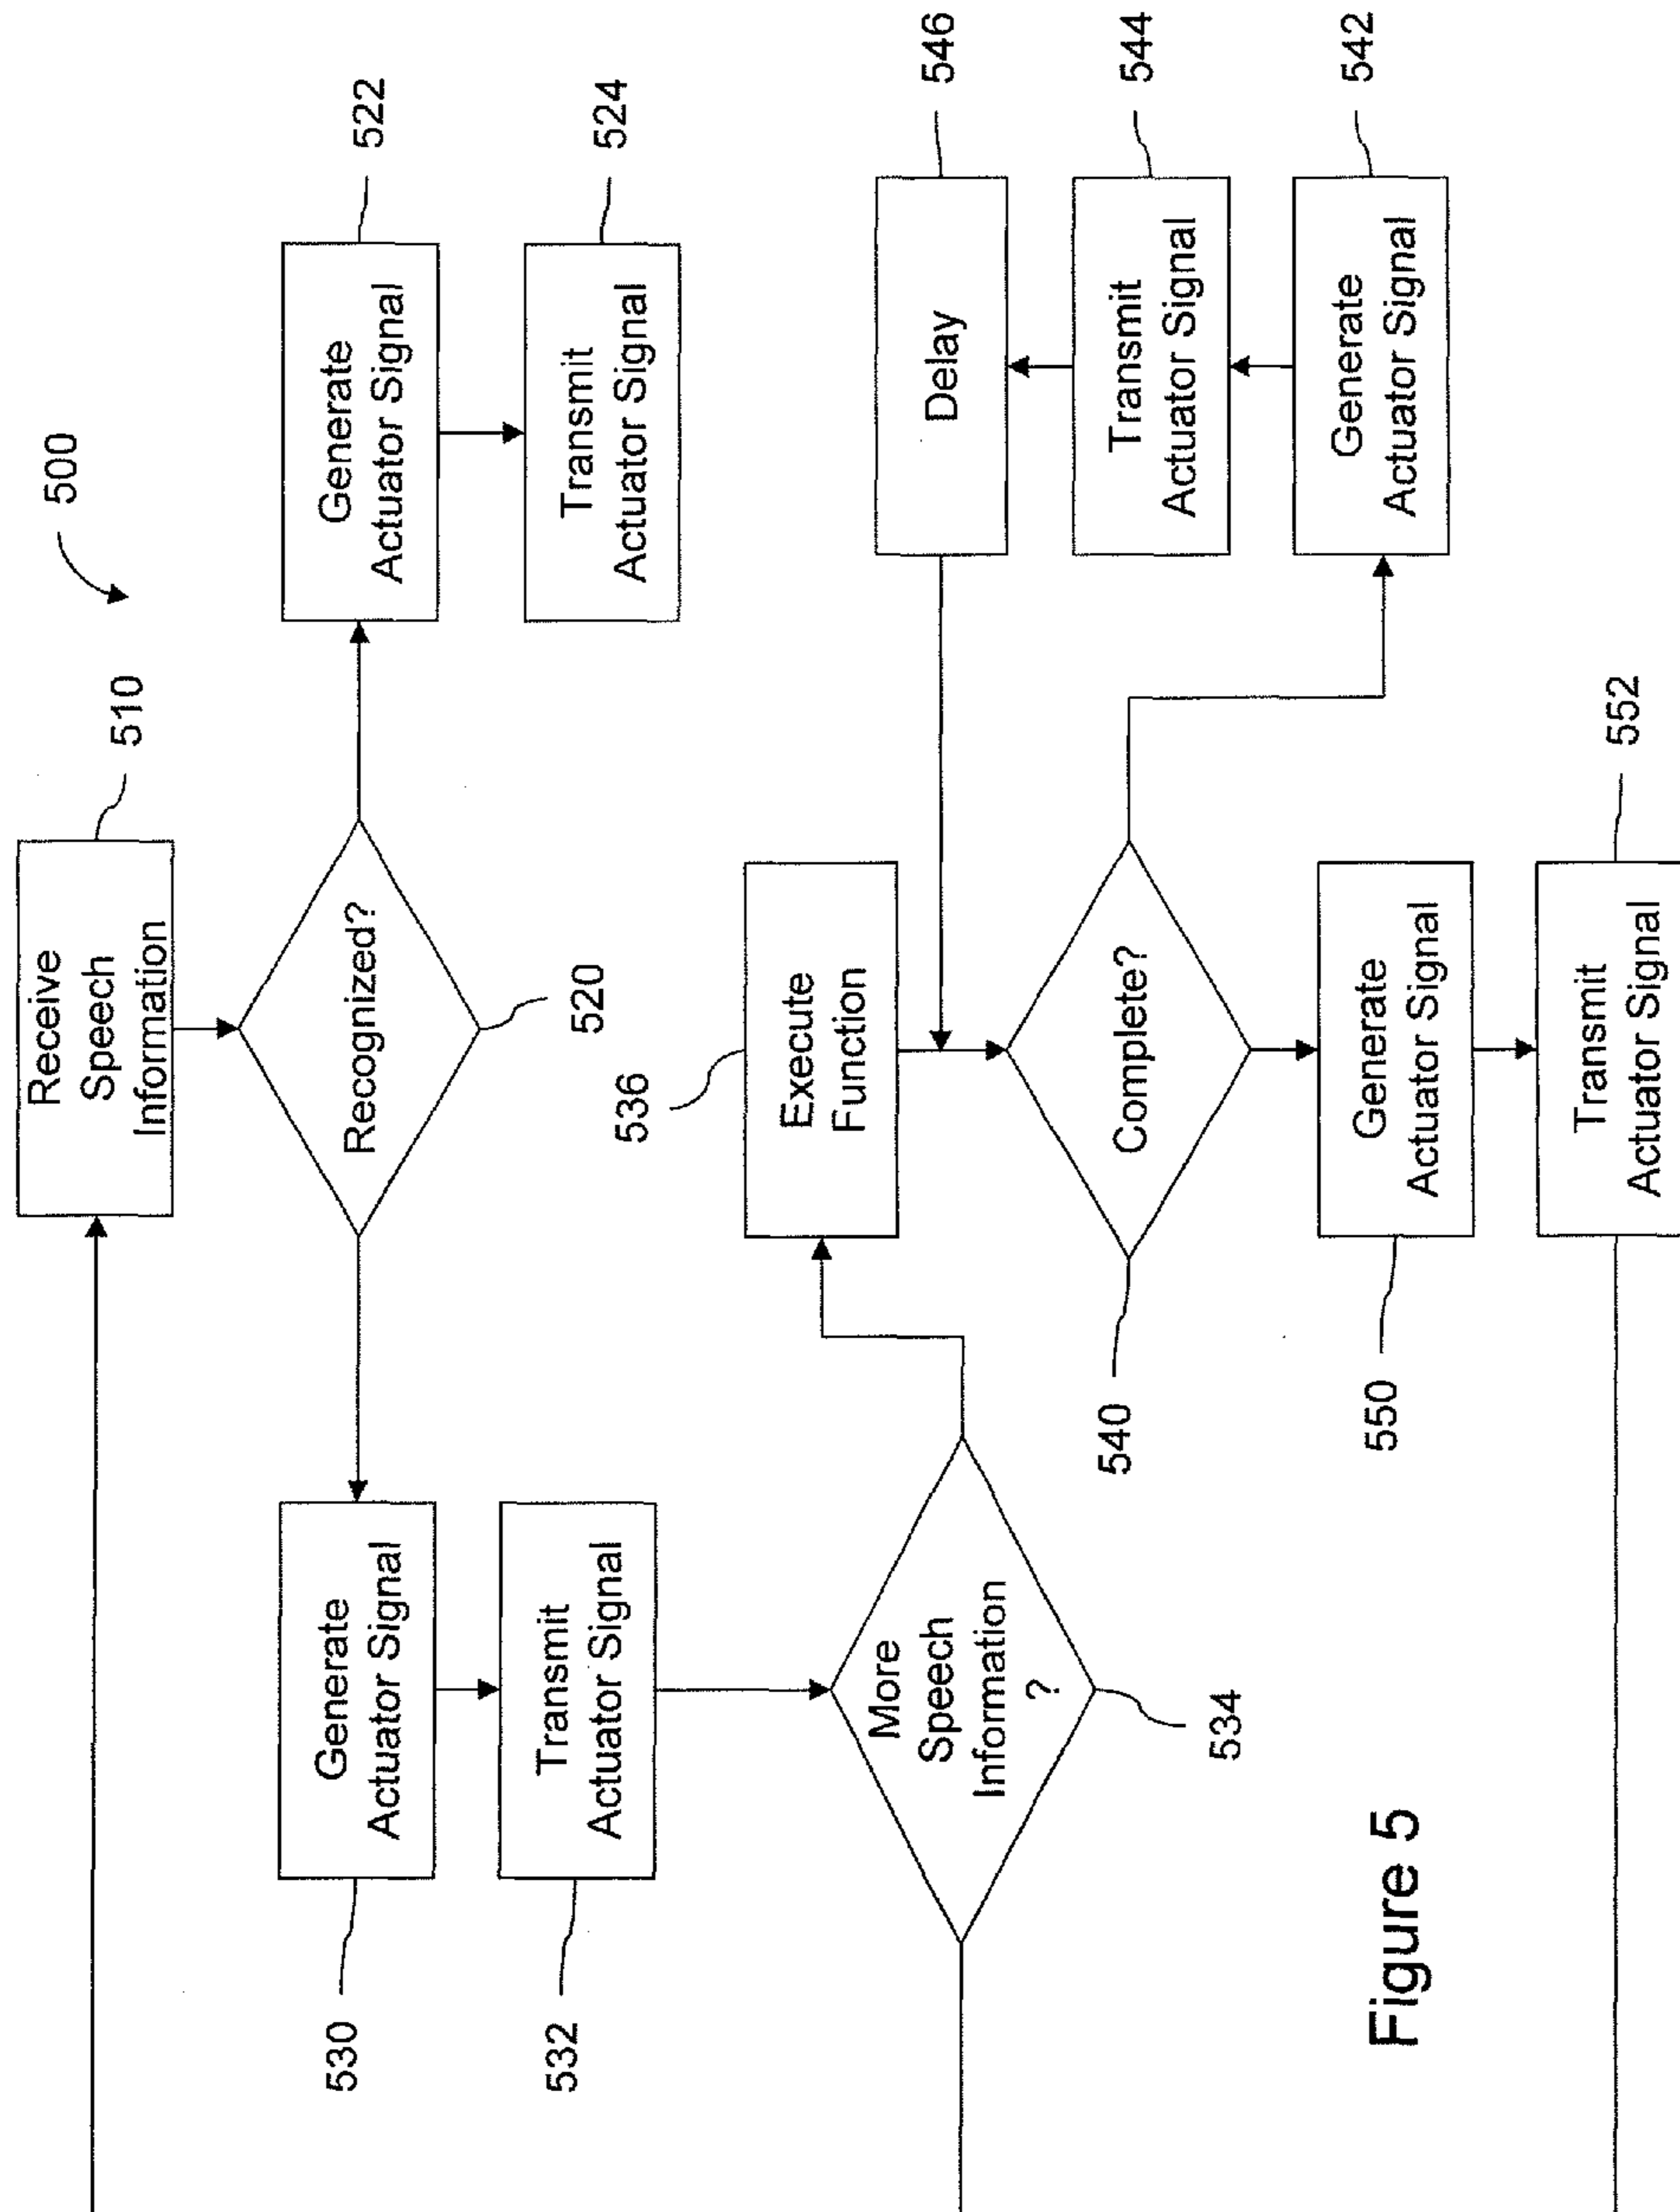 500
Receive
Speech
Information
510
Recognized?
520
Generate
Actuator Signal
522
Transmit
Actuator Signal
524
Generate
Actuator Signal
530
Transmit
Actuator Signal
532
More
Speech
Information
?
534
Execute
Function
536
Complete?
540
Generate
Actuator Signal
542
Transmit
Actuator Signal
544
Delay
546
Generate
Actuator Signal
550
Transmit
Actuator Signal
552
Figure 5